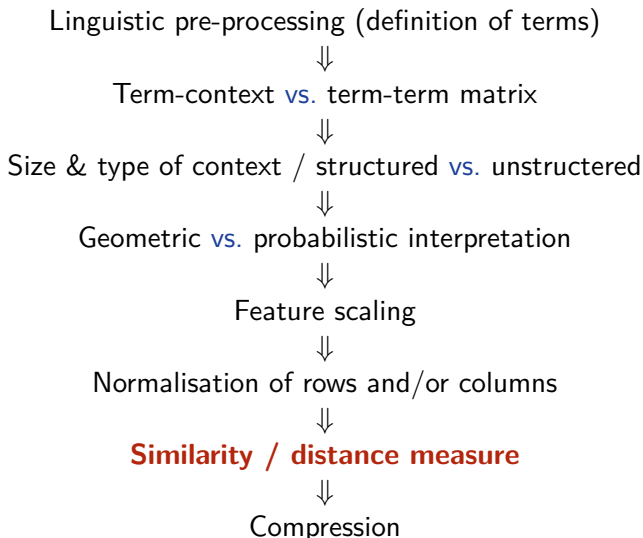 Linguistic pre-processing (definition of terms)
⇓
Term-context vs. term-term matrix
⇓
Size & type of context / structured vs. unstructered
⇓
Geometric vs. probabilistic interpretation
⇓
Feature scaling
⇓
Normalisation of rows and/or columns
⇓
Similarity / distance measure
⇓
Compression